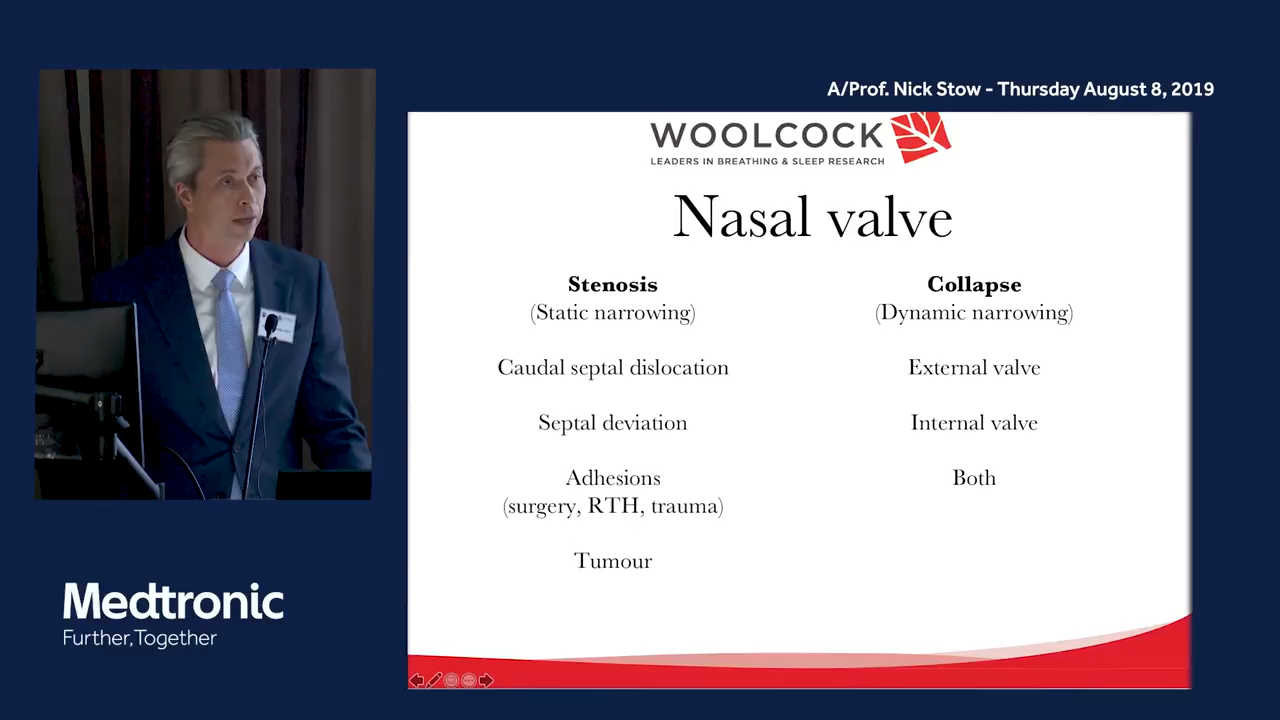 A/Prof. Nick Stow - Thursday August 8, 2019
WOOLCOCK
LEADERS IN BREATHING & SLEEP RESEARCH
Nasal valve
Stenosis
(Static narrowing)
Caudal septal dislocation
Septal deviation
Adhesions
(surgery, RTH, trauma)
Tumour
Collapse
(Dynamic narrowing)
External valve
Internal valve
Both
Medtronic
Further,Together